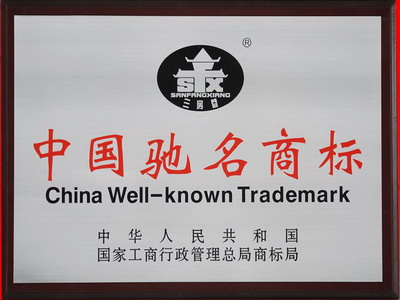 ®
SFX
SANFANGXIANG
三房巷
中国驰名商标
China Well-known Trademark
中华人民共和国
国家工商行政管理总局商标局